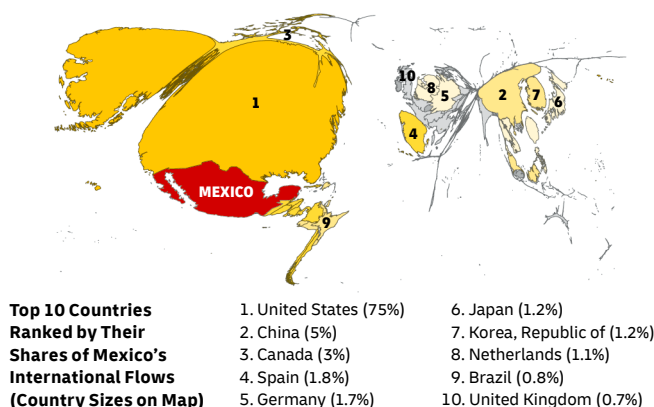 3
10
8
5
2
7
6
1
4
MEXICO
9
Top 10 Countries
Ranked by Their
Shares of Mexico's
International Flows
(Country Sizes on Map)
1. United States (75%)
2. China (5%)
3. Canada (3%)
4. Spain (1.8%)
5. Germany (1.7%)
6. Japan (1.2%)
7. Korea, Republic of (1.2%)
8. Netherlands (1.1%)
9. Brazil (0.8%)
10. United Kingdom (0.7%)